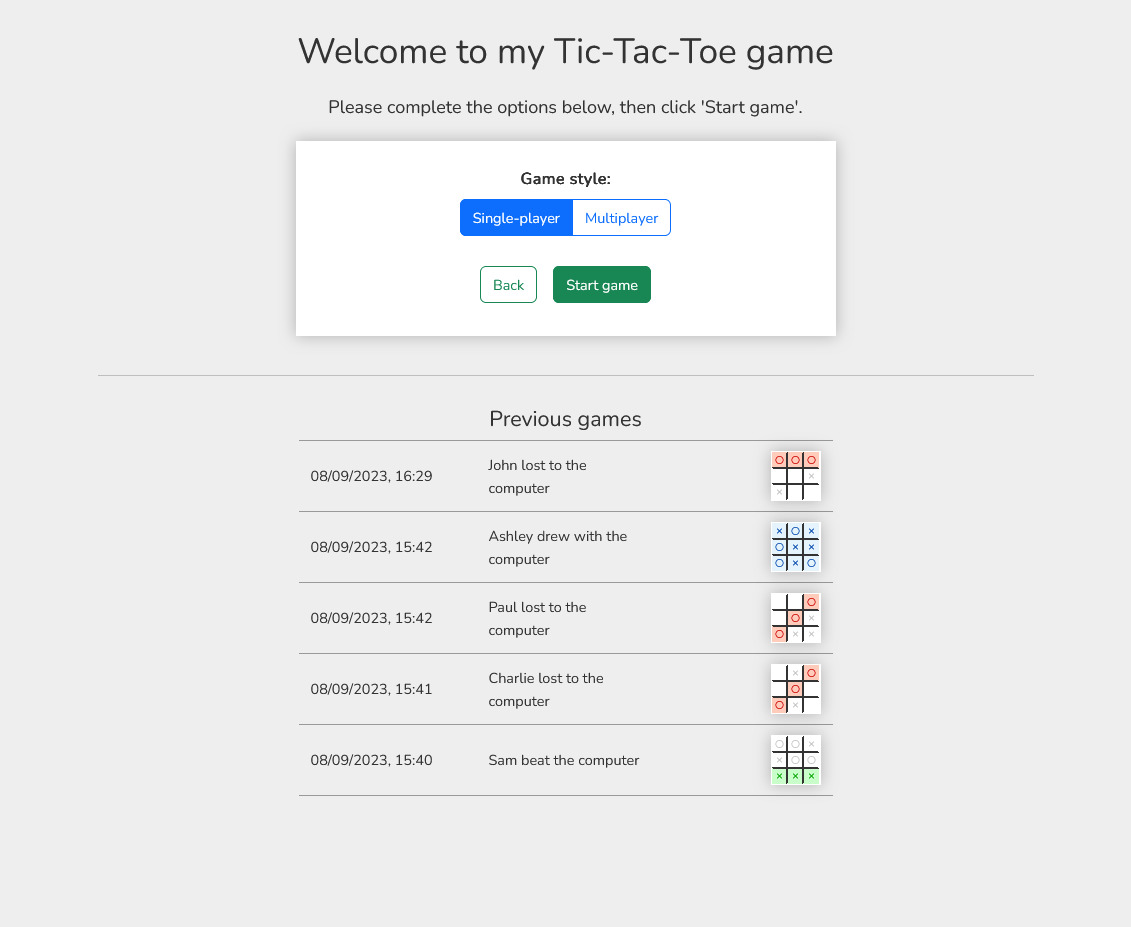 Welcome to my Tic-Tac-Toe game
Please complete the options below, then click 'Start game'.
Game style:
Single-player Multiplayer
Back Start game
Previous games
08/09/2023, 16:29
John lost to the
computer
O O O
×
×
08/09/2023, 15:42
Ashley drew with the
computer
× O ×
O × ×
O × O
08/09/2023, 15:42
Paul lost to the
computer
O
O ×
O × ×
08/09/2023, 15:41
Charlie lost to the
computer
× O
O
O ×
08/09/2023, 15:40
Sam beat the computer
O O ×
× O O
× × ×